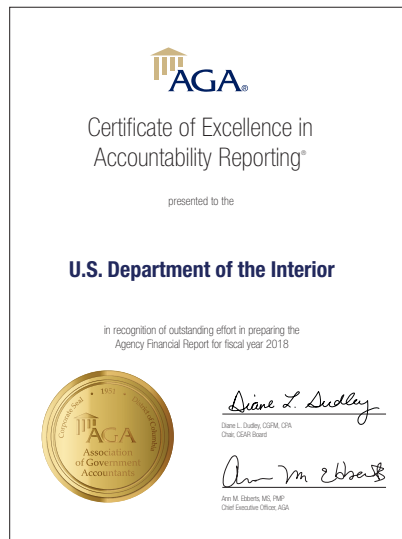 AGA®
Certificate of Excellence in
Accountability Reporting®
presented to the
U.S. Department of the Interior
in recognition of outstanding effort in preparing the
Agency Financial Report for fiscal year 2018
Corporate Seal • 1951 • District of Columbia
AGA
Association
of Government
Accountants
Diane L. Dudley
Diane L. Dudley, CGFM, CPA
Chair, CEAR Board
Ann M Ebberts
Ann M. Ebberts, MS, PMP
Chief Executive Officer, AGA